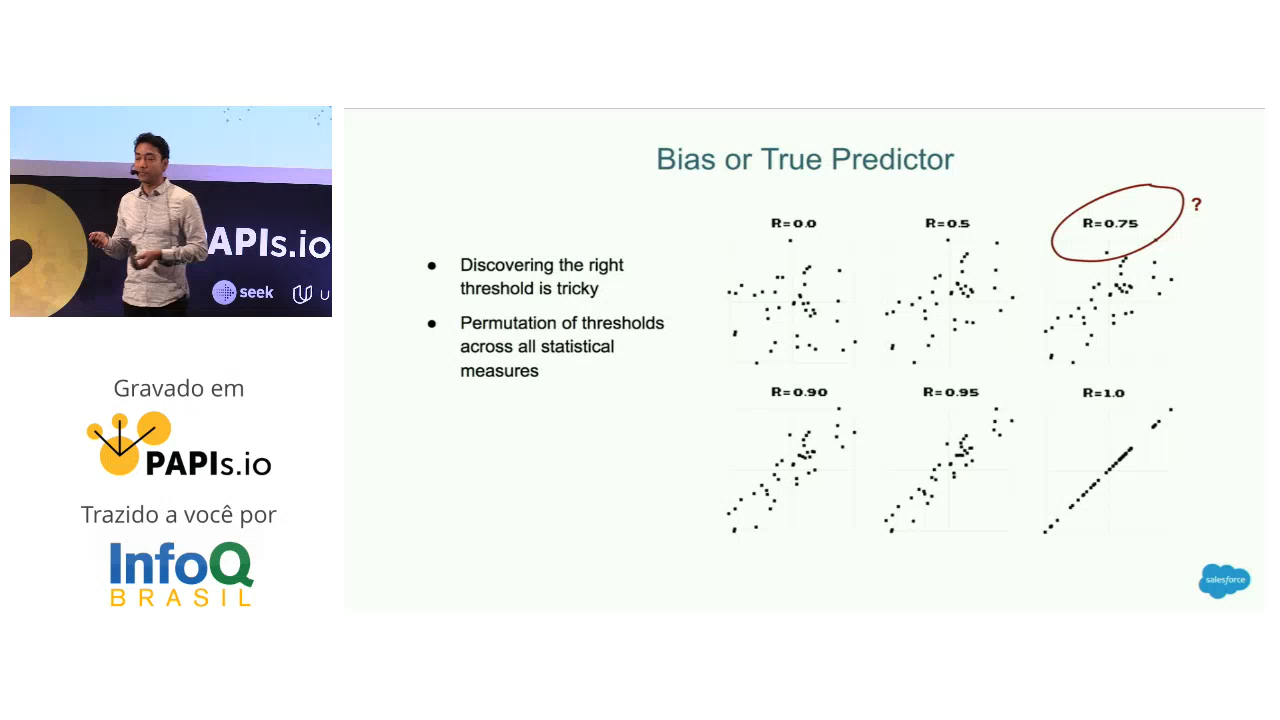 PAPIs.io
seek
U
Gravado em
PAPIs.io
Trazido a você por
InfoQ
BRASIL
Bias or True Predictor
● Discovering the right
threshold is tricky
● Permutation of thresholds
across all statistical
measures
R=0.0
R=0.5
R=0.75
?
R=0.90
R=0.95
R=1.0
salesforce